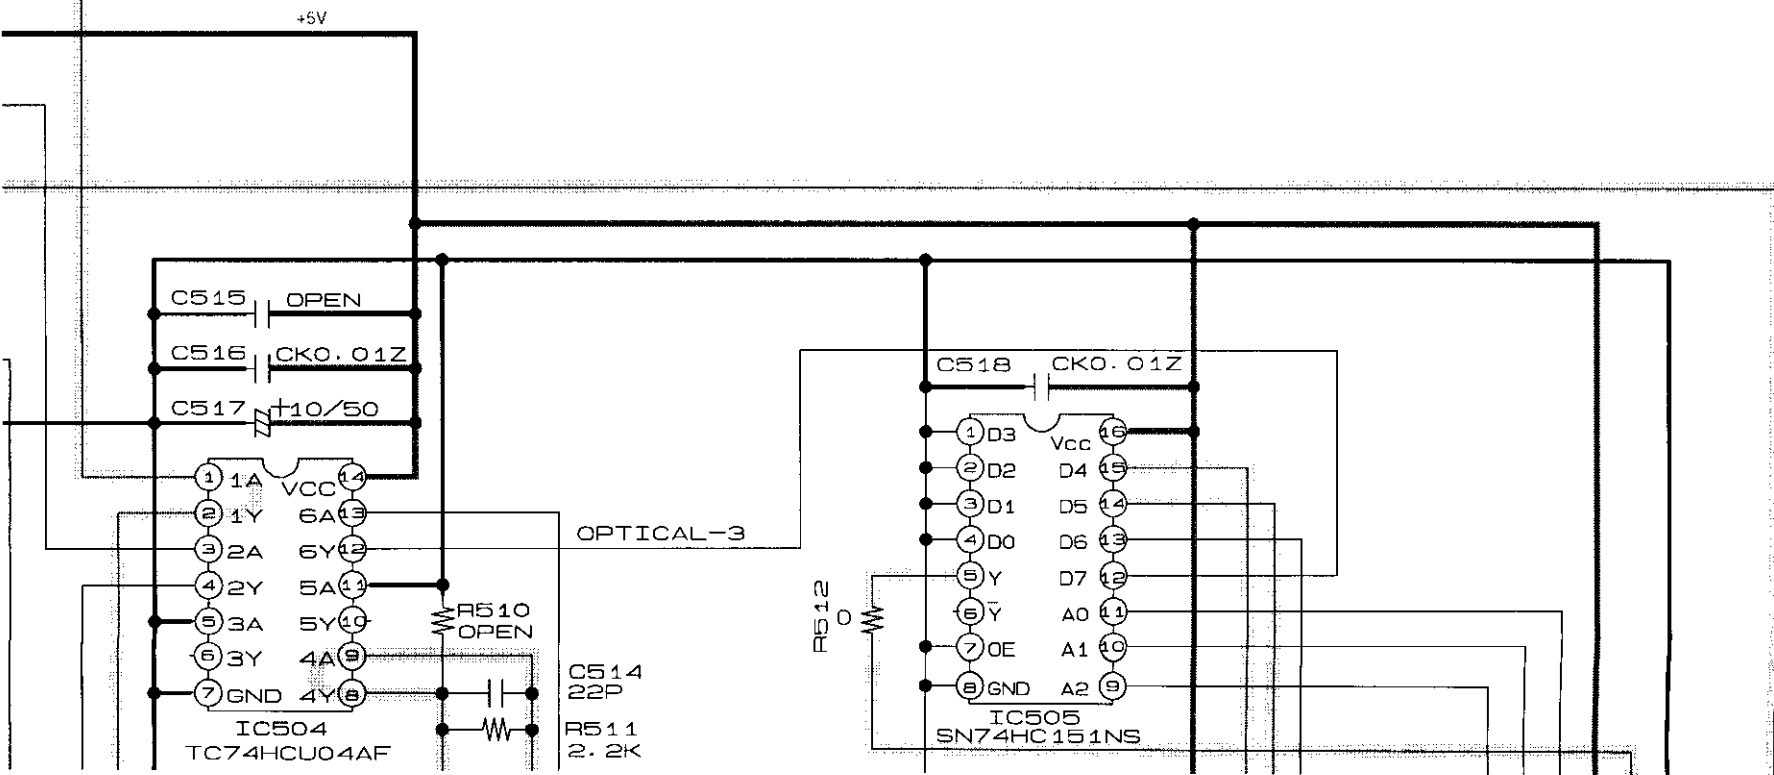 +5V
C515 OPEN
C516 CK0.01Z
C517 +10/50
C518 CK0.01Z
1 1A VCC 14
2 1Y 6A 13
3 2A 6Y 12
4 2Y 5A 11
5 3A 5Y 10
6 3Y 4A 9
7 GND 4Y 8
IC504
TC74HCU04AF
OPTICAL-3
R510
OPEN
C514
22P
R511
2.2K
R512
0
1 D3 Vcc 16
2 D2 D4 15
3 D1 D5 14
4 D0 D6 13
5 Y D7 12
6 Y̅ A0 11
7 OE A1 10
8 GND A2 9
IC505
SN74HC151NS